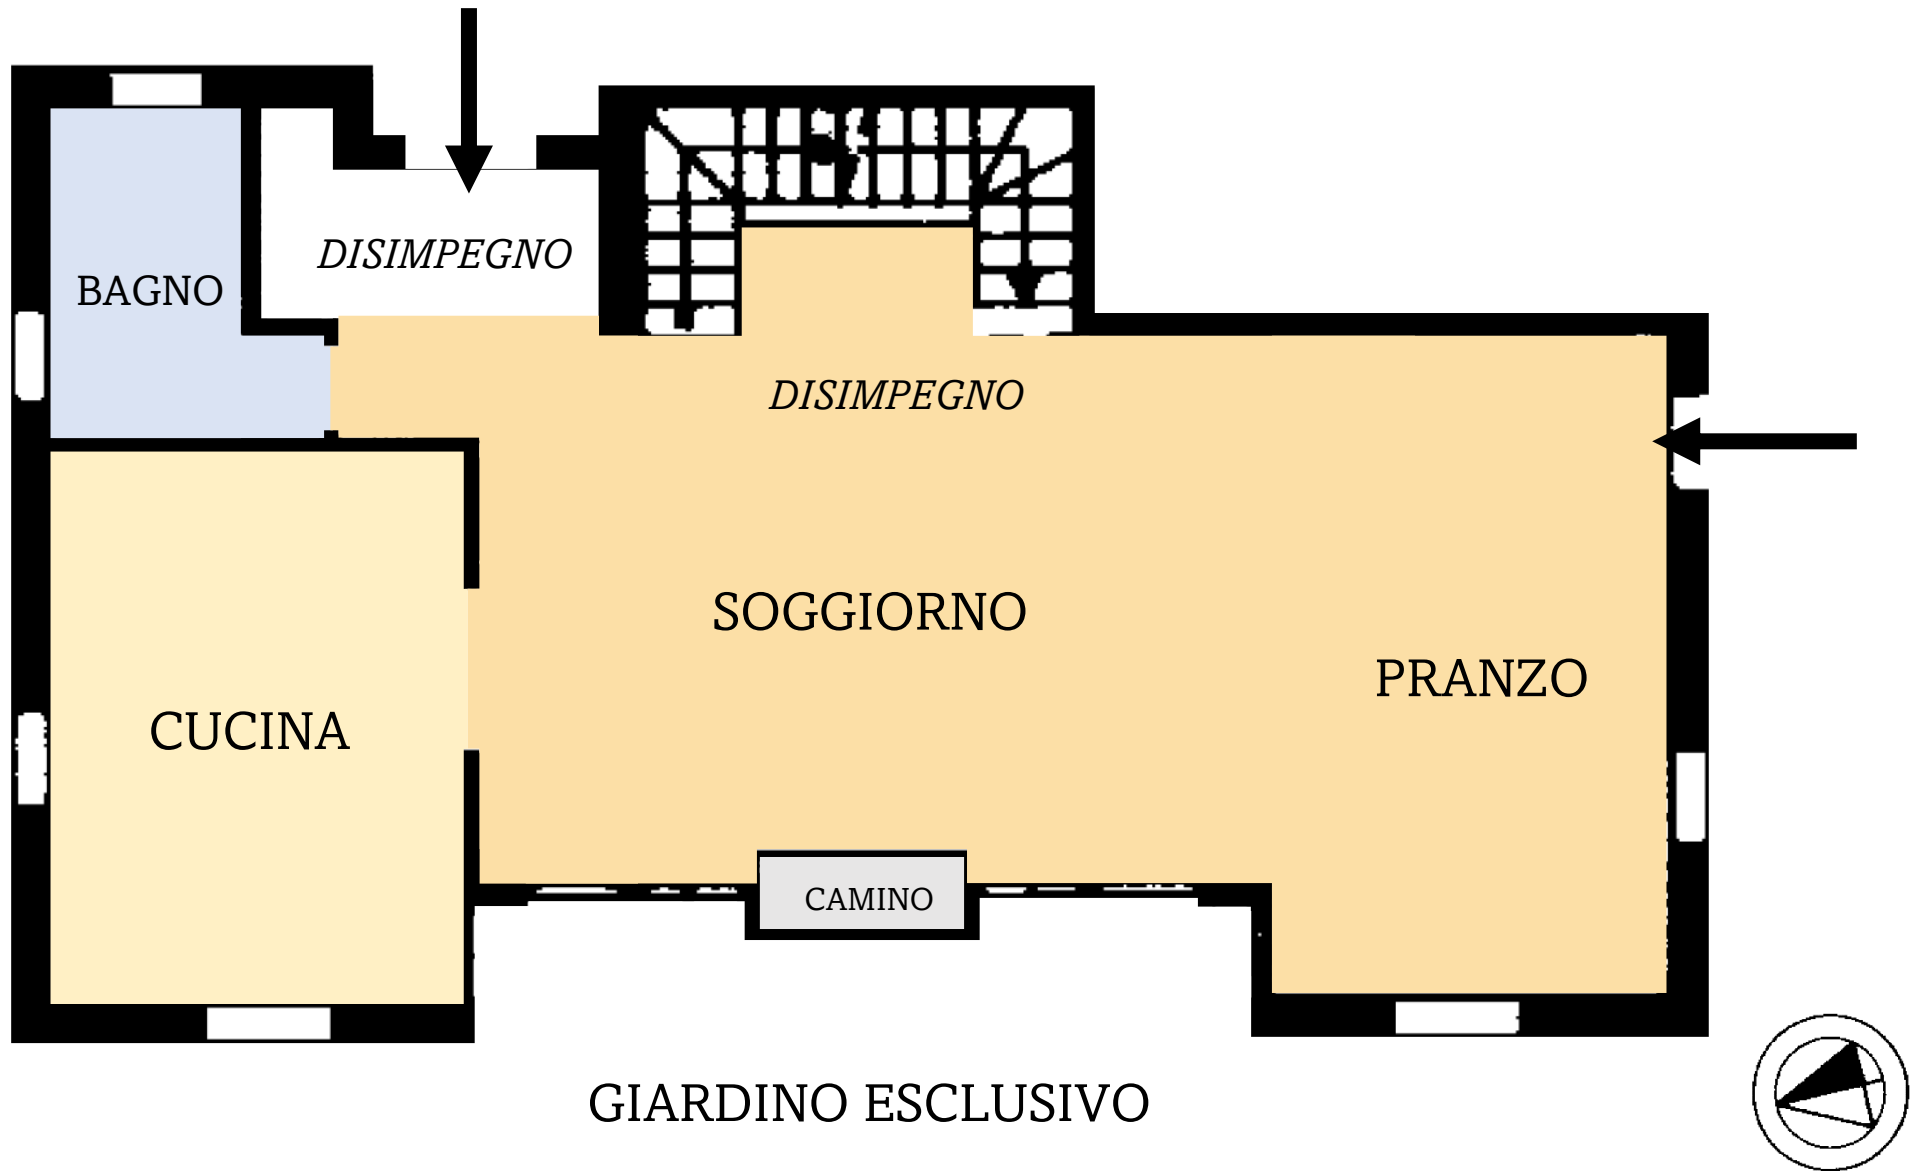 DISIMPEGNO
BAGNO
DISIMPEGNO
SOGGIORNO
PRANZO
CUCINA
CAMINO
GIARDINO ESCLUSIVO